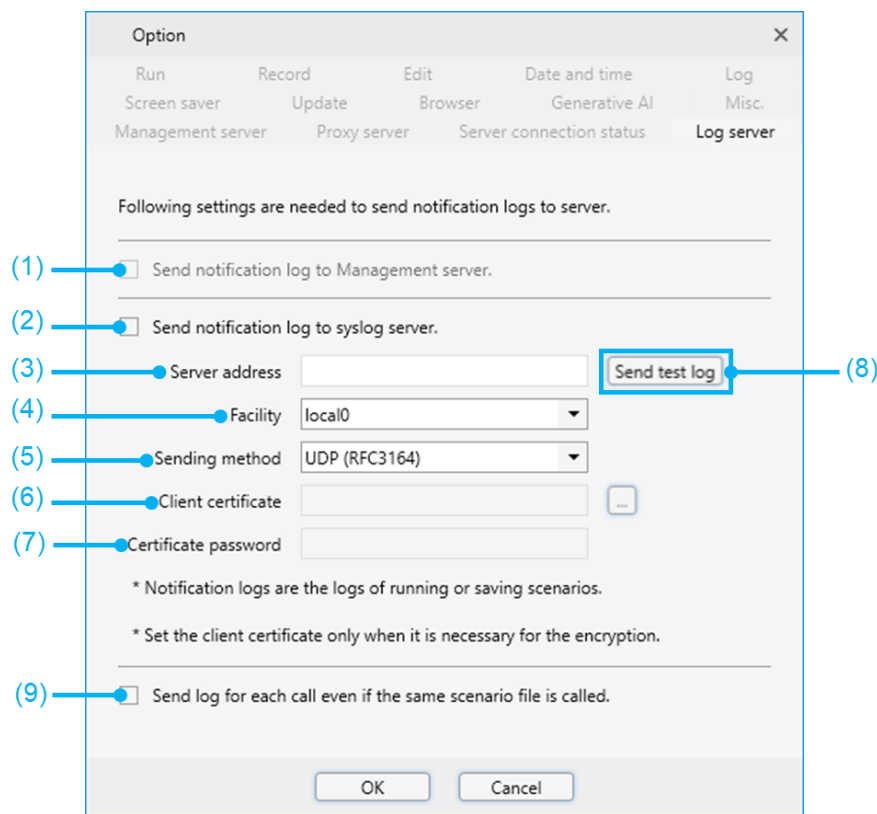 Option
Run Record Edit Date and time Log
Screen saver Update Browser Generative AI Misc.
Management server Proxy server Server connection status Log server
Following settings are needed to send notification logs to server.
(1) Send notification log to Management server.
(2) Send notification log to syslog server.
(3) Server address Send test log (8)
(4) Facility local0
(5) Sending method UDP (RFC3164)
(6) Client certificate ...
(7) Certificate password
* Notification logs are the logs of running or saving scenarios.
* Set the client certificate only when it is necessary for the encryption.
(9) Send log for each call even if the same scenario file is called.
OK Cancel